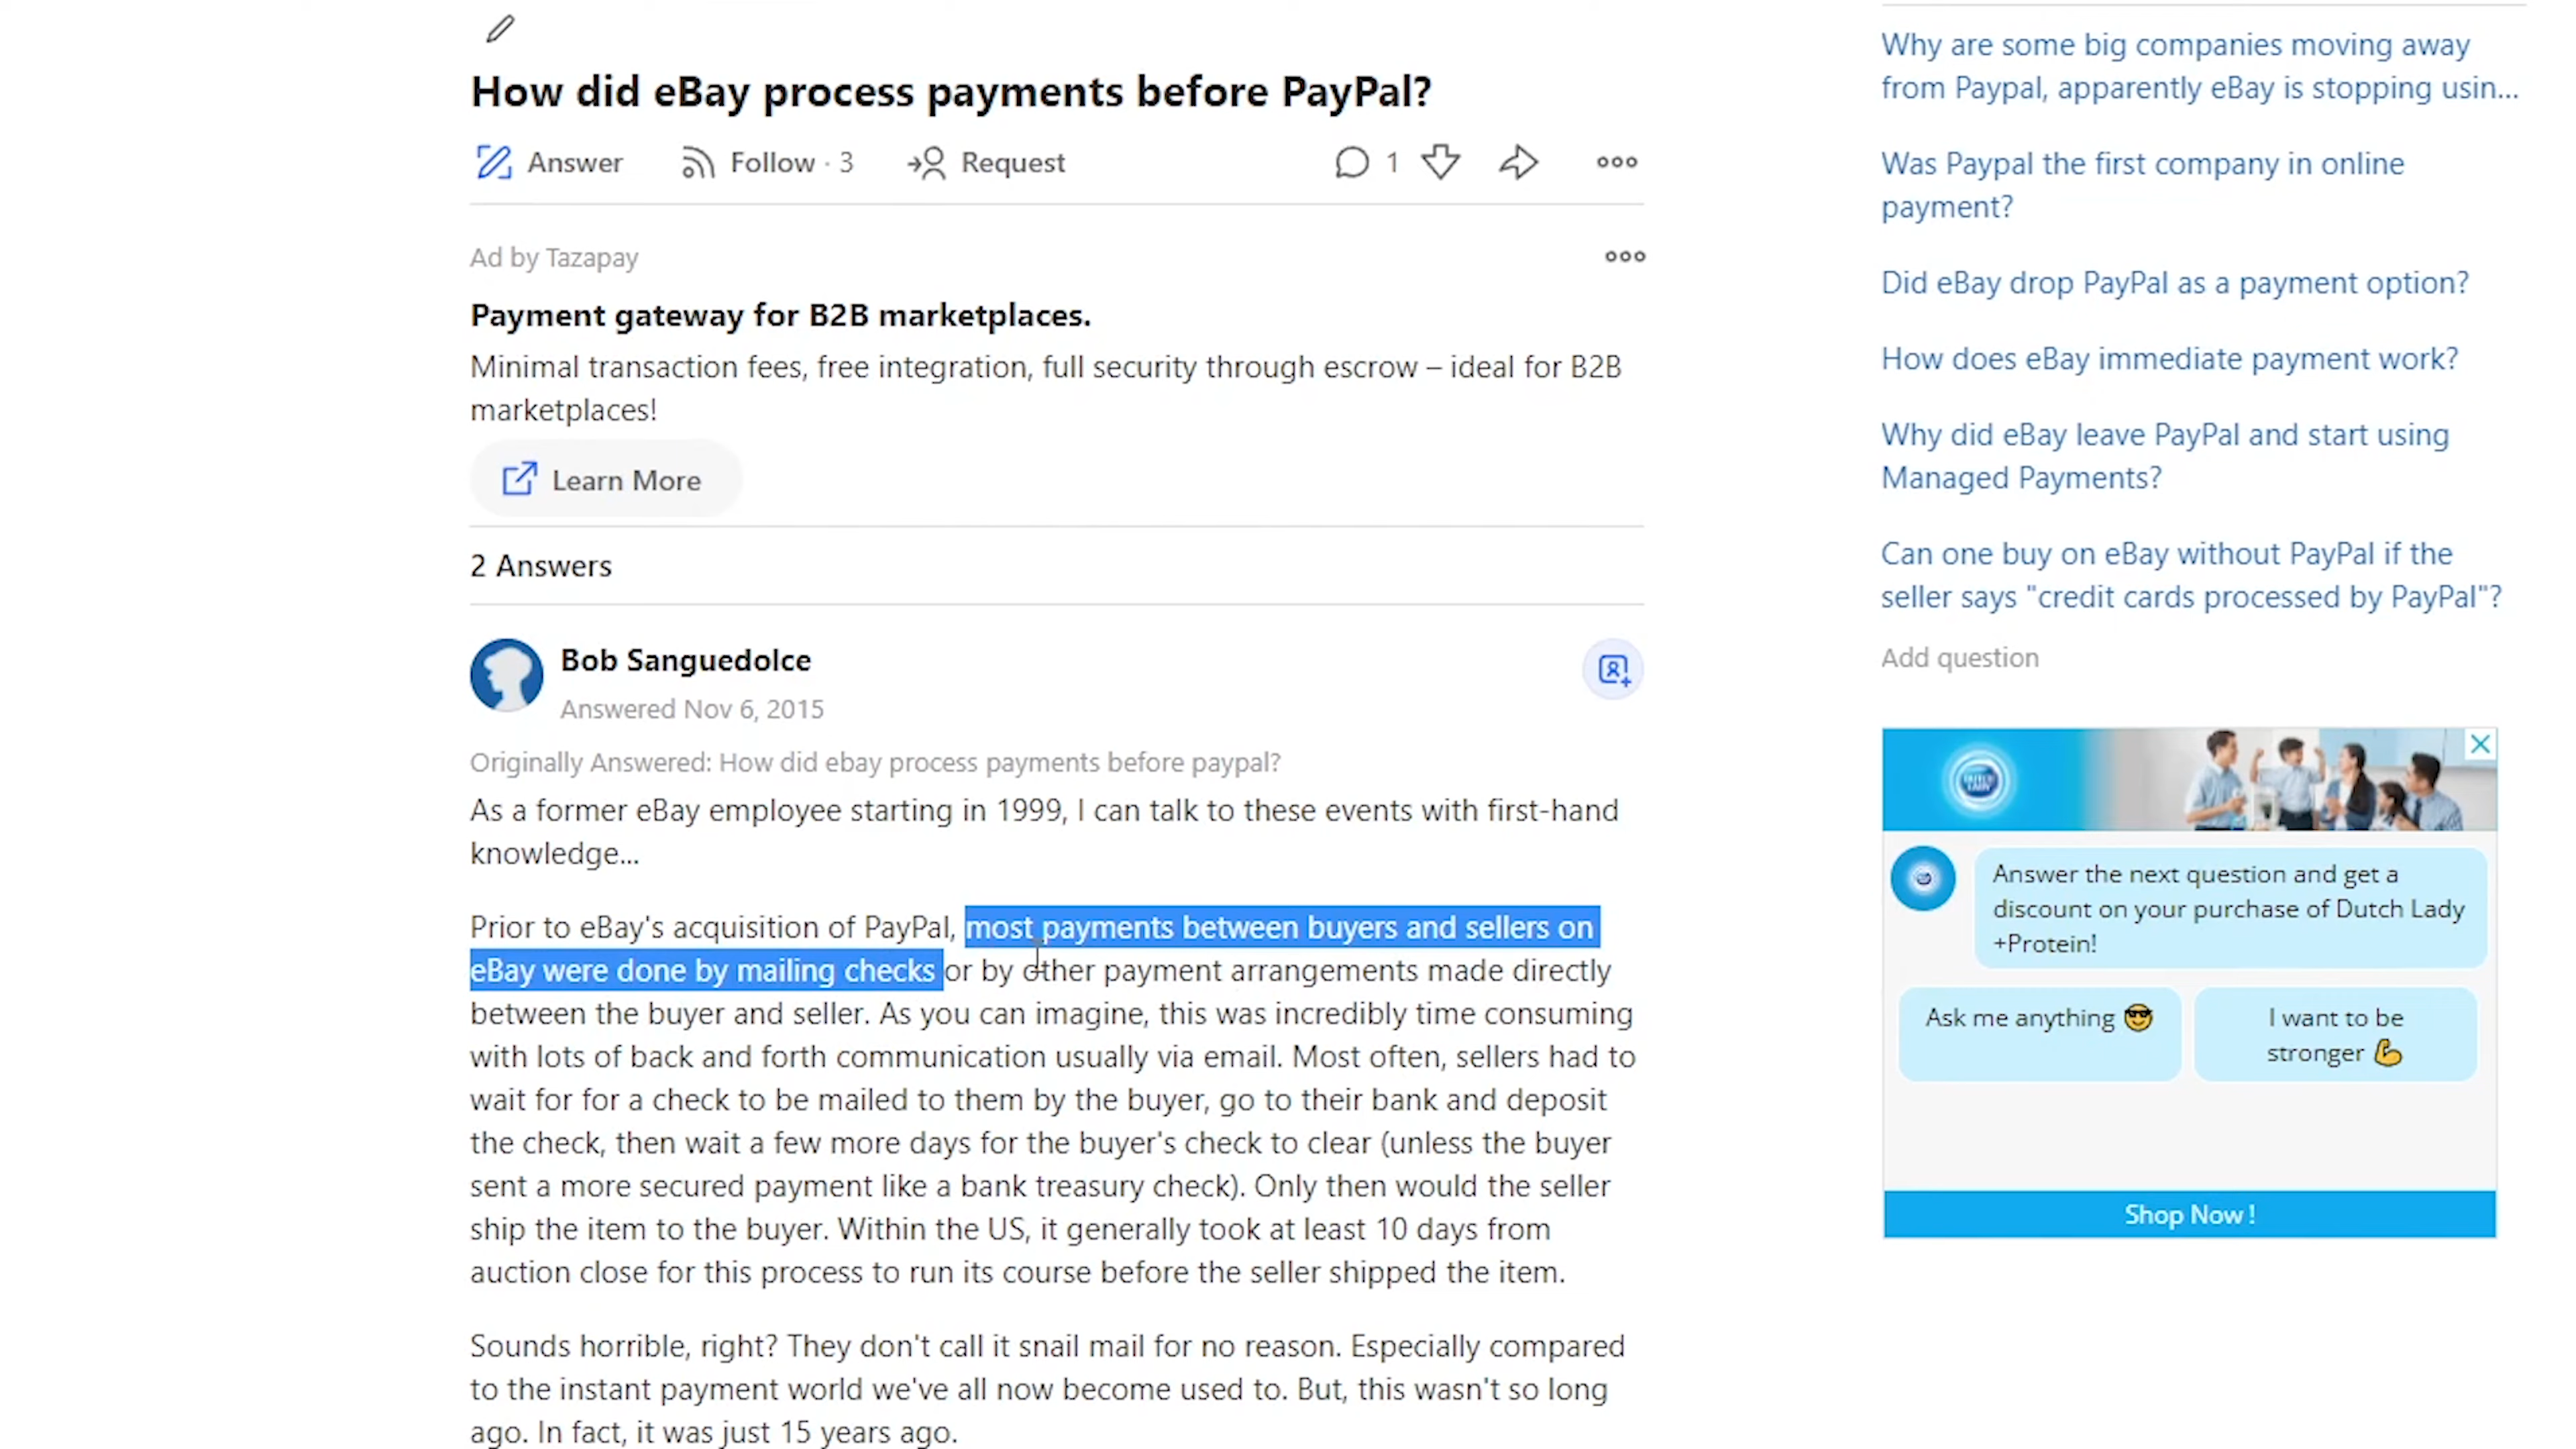 How did eBay process payments before PayPal?
Answer
Follow · 3
Request
1
Ad by Tazapay
Payment gateway for B2B marketplaces.
Minimal transaction fees, free integration, full security through escrow – ideal for B2B
marketplaces!
Learn More
2 Answers
Bob Sanguedolce
Answered Nov 6, 2015
Originally Answered: How did ebay process payments before paypal?
As a former eBay employee starting in 1999, I can talk to these events with first-hand
knowledge...
Prior to eBay's acquisition of PayPal, most payments between buyers and sellers on
eBay were done by mailing checks or by other payment arrangements made directly
between the buyer and seller. As you can imagine, this was incredibly time consuming
with lots of back and forth communication usually via email. Most often, sellers had to
wait for for a check to be mailed to them by the buyer, go to their bank and deposit
the check, then wait a few more days for the buyer's check to clear (unless the buyer
sent a more secured payment like a bank treasury check). Only then would the seller
ship the item to the buyer. Within the US, it generally took at least 10 days from
auction close for this process to run its course before the seller shipped the item.
Sounds horrible, right? They don't call it snail mail for no reason. Especially compared
to the instant payment world we've all now become used to. But, this wasn't so long
ago. In fact, it was just 15 years ago.
Why are some big companies moving away
from Paypal, apparently eBay is stopping usin...
Was Paypal the first company in online
payment?
Did eBay drop PayPal as a payment option?
How does eBay immediate payment work?
Why did eBay leave PayPal and start using
Managed Payments?
Can one buy on eBay without PayPal if the
seller says "credit cards processed by PayPal"?
Add question
DUTCH
LADY
Answer the next question and get a
discount on your purchase of Dutch Lady
+Protein!
Ask me anything 😎
I want to be
stronger 💪
Shop Now !